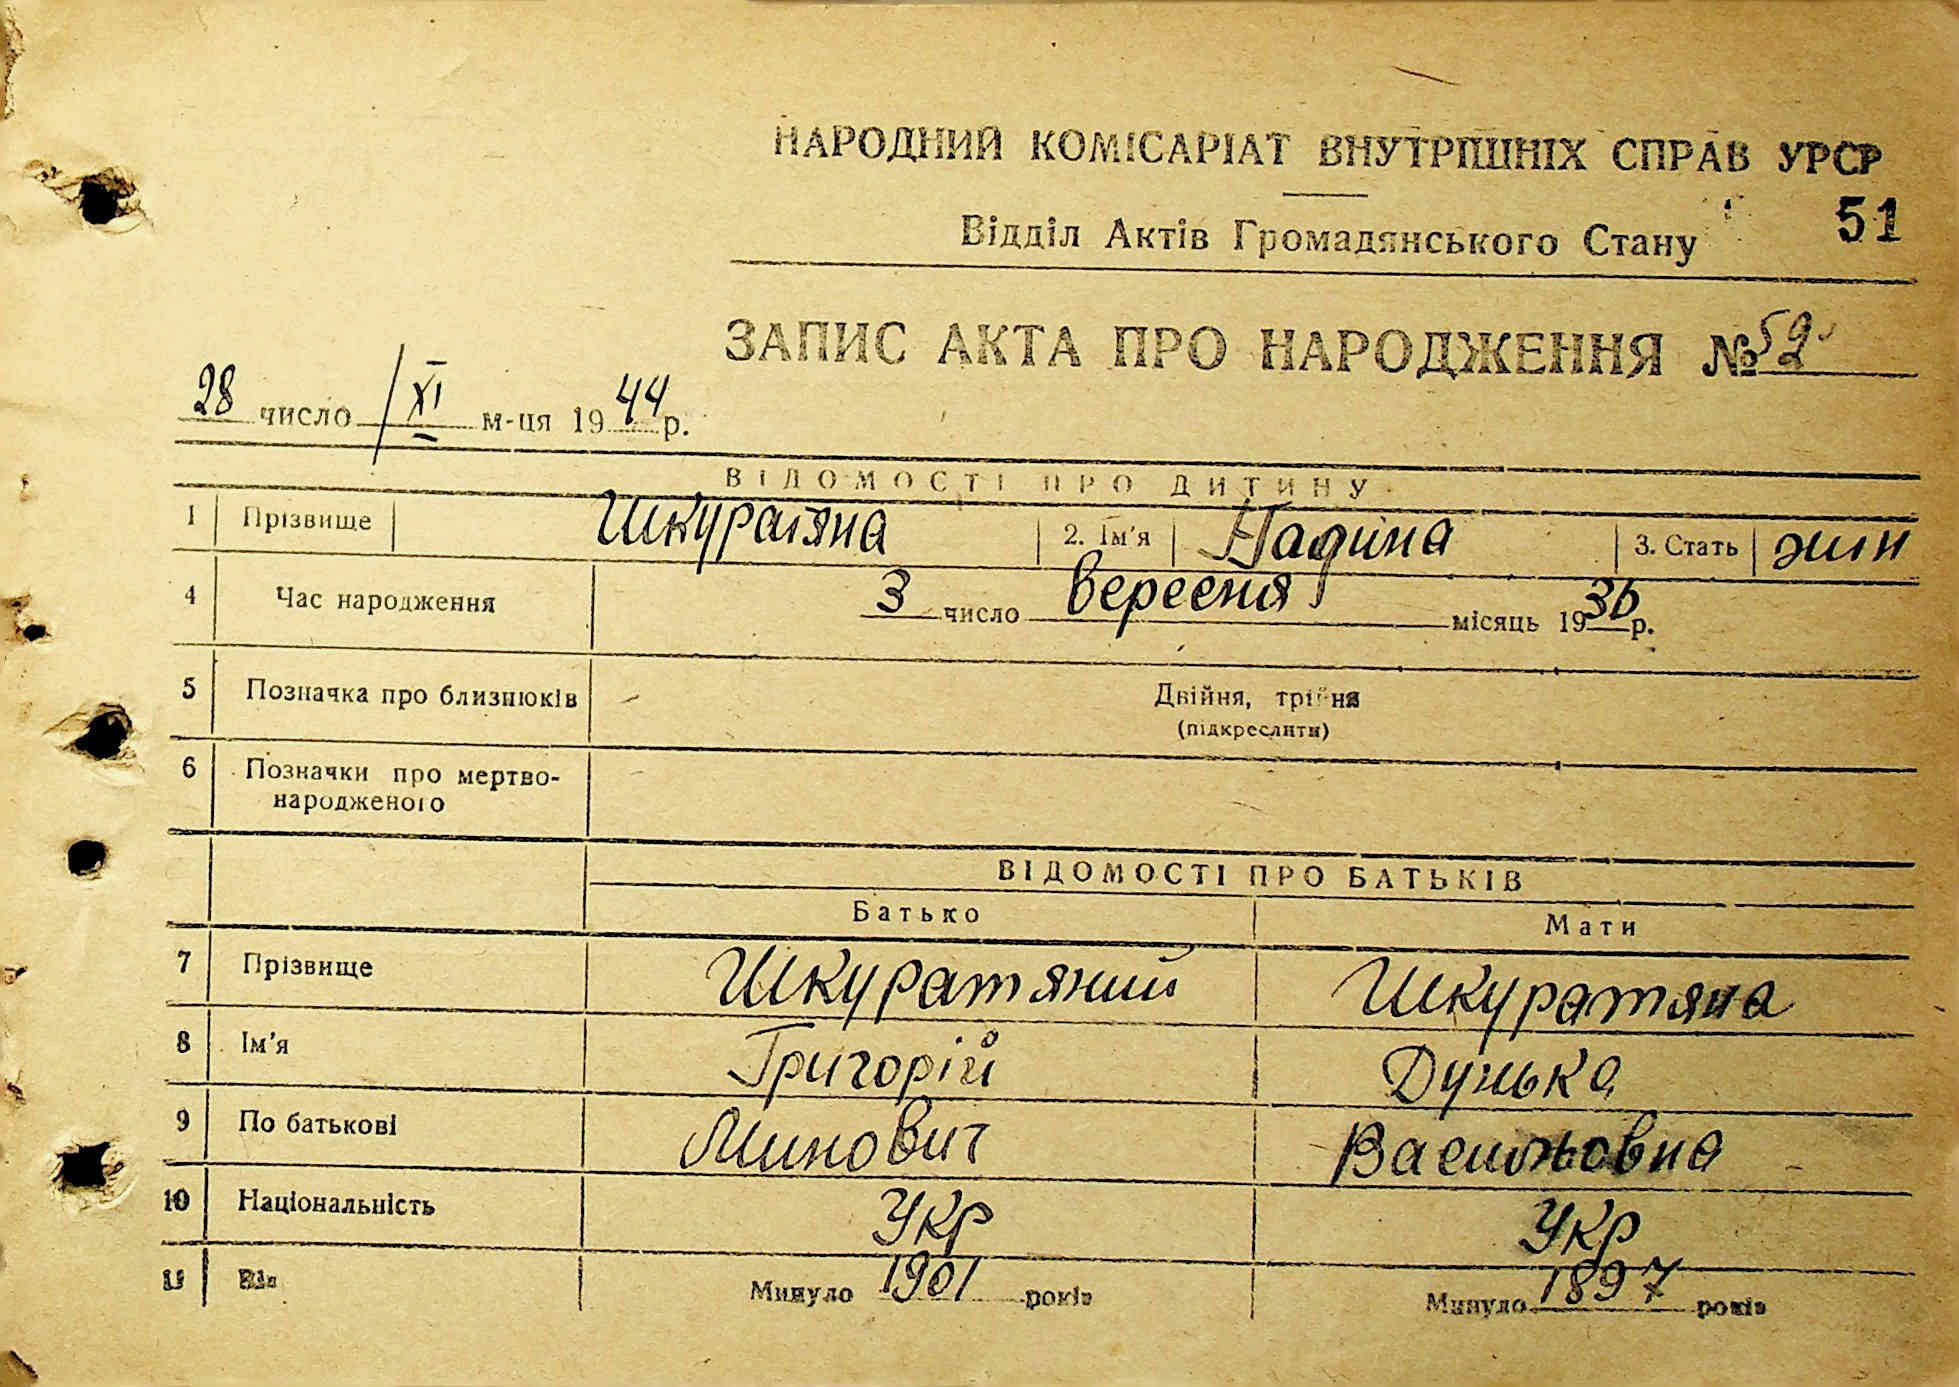 НАРОДНИЙ КОМІСАРІАТ ВНУТРІШНІХ СПРАВ УРСР
51
Відділ Актів Громадянського Стану
ЗАПИС АКТА ПРО НАРОДЖЕННЯ № 52
28 число XI м-ця 1944 р.
ВІДОМОСТІ ПРО ДИТИНУ
1 Прізвище Шкуратяна 2. Ім'я 3. Стать жін
4 Час народження 3 число вересня місяць 1936 р.
5 Позначка про близнюків Двійня, трійня
(підкреслити)
6 Позначки про мертво-
народженого
ВІДОМОСТІ ПРО БАТЬКІВ
Батько Мати
7 Прізвище Шкуратяний Шкуратяна
8 Ім'я Григорій Дунька
9 По батькові Минович Васильовна
10 Національність Укр Укр
11 Вік Минуло 1901 років Минуло 1897 років